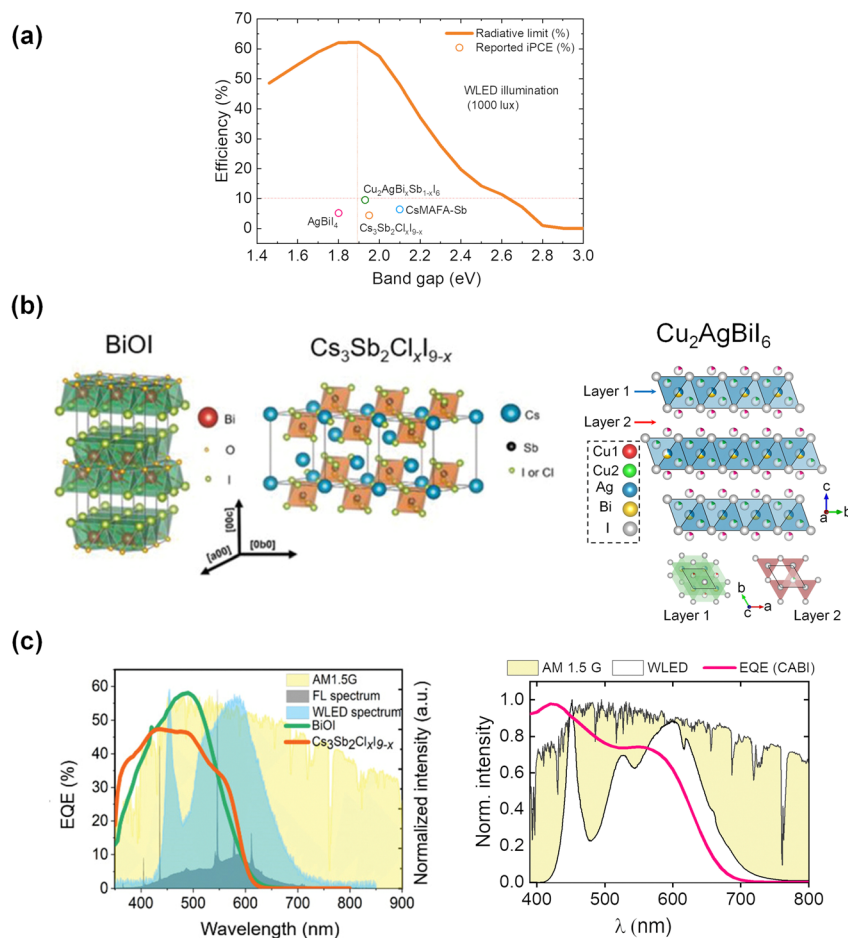 (a)
70
60
50
40
30
20
10
0
Efficiency (%)
Radiative limit (%)
Reported iPCE (%)
WLED illumination
(1000 lux)
Cu₂AgBiₓSb₁₋ₓI₆
AgBiI₄
CsMAFA-Sb
Cs₃Sb₂ClₓI₉₋ₓ
1.4 1.6 1.8 2.0 2.2 2.4 2.6 2.8 3.0
Band gap (eV)
(b)
BiOI
Bi
O
I
[00c]
[a00]
[0b0]
Cs₃Sb₂ClₓI₉₋ₓ
Cs
Sb
I or Cl
Cu₂AgBiI₆
Layer 1
Layer 2
Cu1
Cu2
Ag
Bi
I
c
a
b
b
c
a
Layer 1
Layer 2
(c)
60
50
40
30
20
10
0
EQE (%)
AM1.5G
FL spectrum
WLED spectrum
BiOI
Cs₃Sb₂ClₓI₉₋ₓ
Normalized intensity (a.u.)
400 500 600 700 800 900
Wavelength (nm)
AM 1.5 G
WLED
EQE (CABI)
1.0
0.8
0.6
0.4
0.2
0.0
Norm. intensity
400 500 600 700 800
λ (nm)